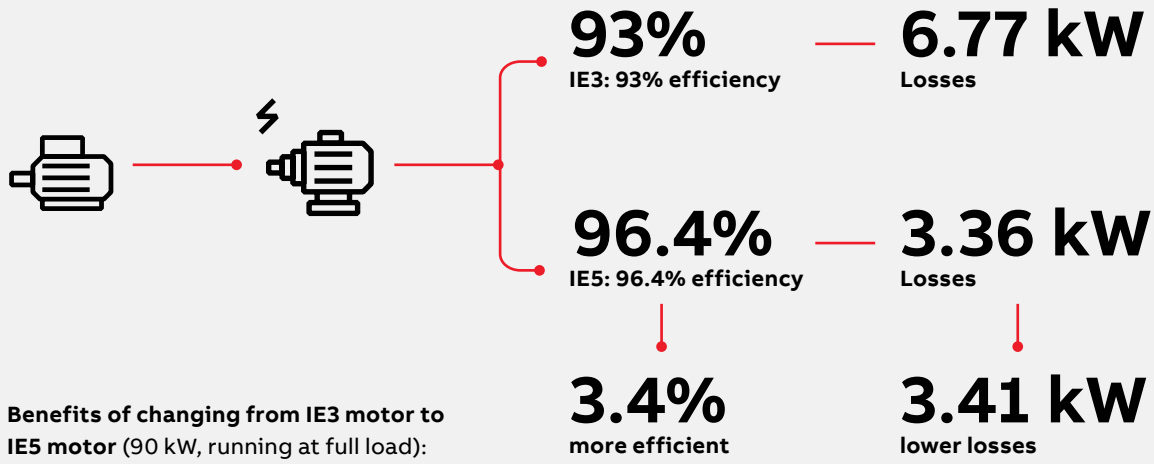 93%
IE3: 93% efficiency
6.77 kW
Losses
96.4%
IE5: 96.4% efficiency
3.36 kW
Losses
Benefits of changing from IE3 motor to
IE5 motor (90 kW, running at full load):
3.4%
more efficient
3.41 kW
lower losses